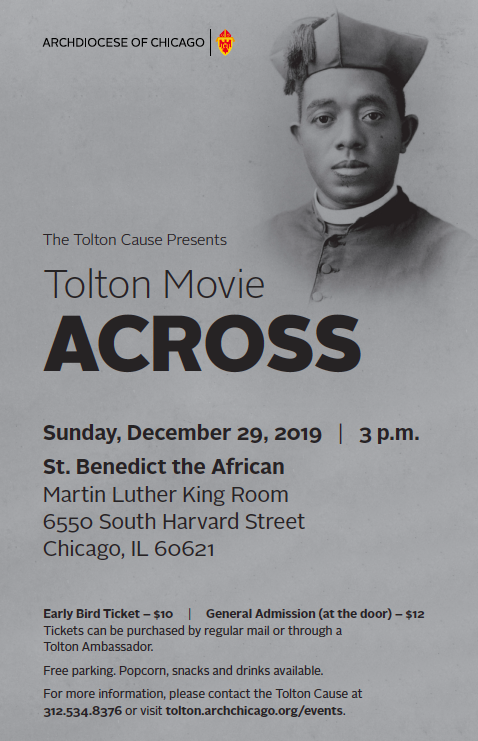 ARCHDIOCESE OF CHICAGO
The Tolton Cause Presents
Tolton Movie
ACROSS
Sunday, December 29, 2019 | 3 p.m.
St. Benedict the African
Martin Luther King Room
6550 South Harvard Street
Chicago, IL 60621
Early Bird Ticket – $10 | General Admission (at the door) – $12
Tickets can be purchased by regular mail or through a
Tolton Ambassador.
Free parking. Popcorn, snacks and drinks available.
For more information, please contact the Tolton Cause at
312.534.8376 or visit tolton.archchicago.org/events.